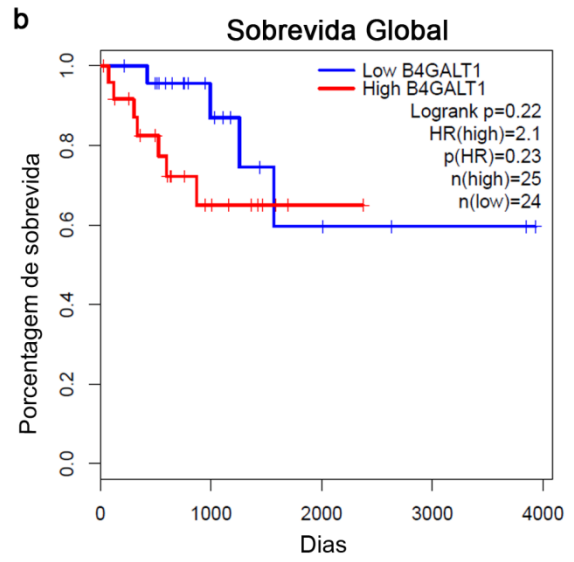 b
Sobrevida Global
Low B4GALT1
High B4GALT1
Logrank p=0.22
HR(high)=2.1
p(HR)=0.23
n(high)=25
n(low)=24
Porcentagem de sobrevida
1.0
0.8
0.6
0.4
0.2
0.0
0 1000 2000 3000 4000
Dias